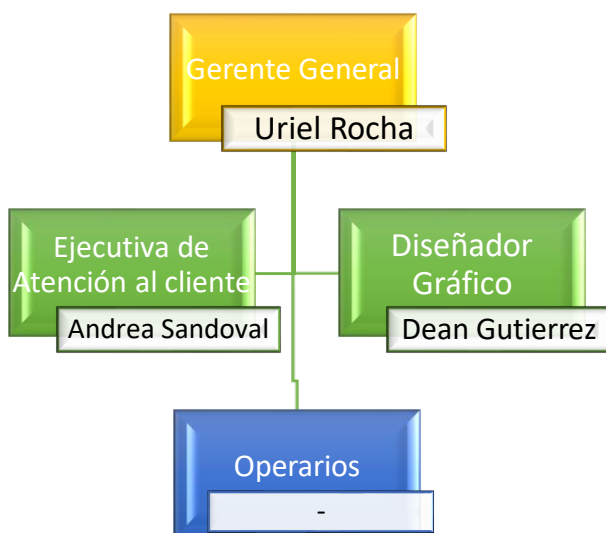 Gerente General
Uriel Rocha
Ejecutiva de
Atención al cliente
Andrea Sandoval
Diseñador
Gráfico
Dean Gutierrez
Operarios
-